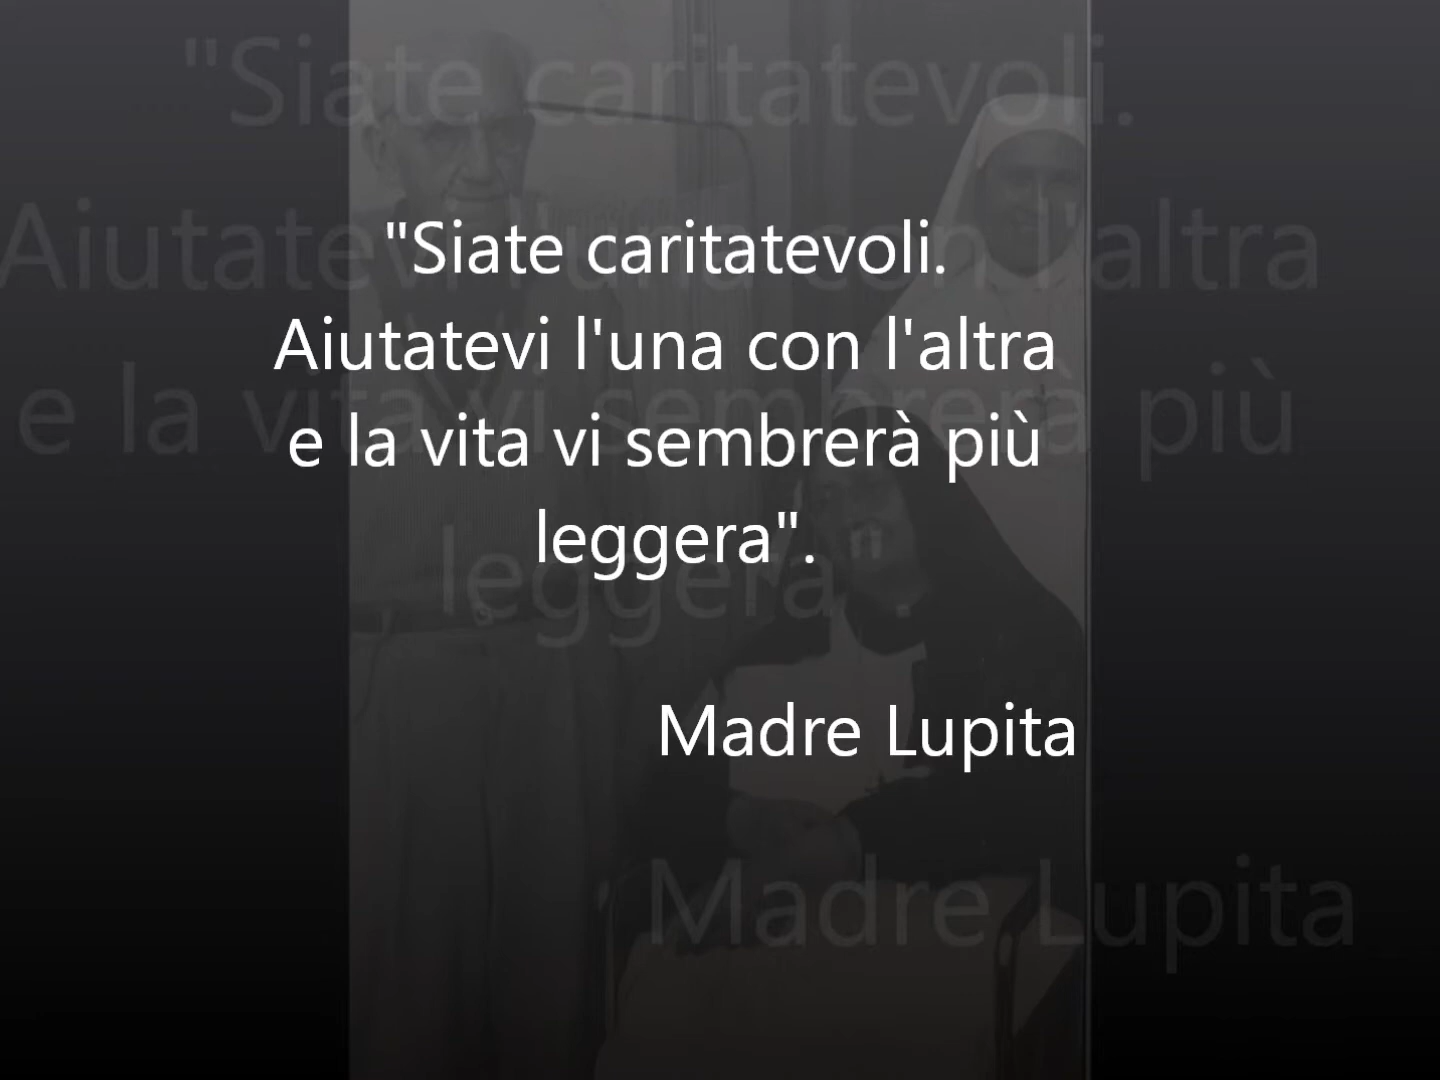 "Siate caritatevoli.
Aiutatevi l'una con l'altra
e la vita vi sembrerà più
leggera".
Madre Lupita